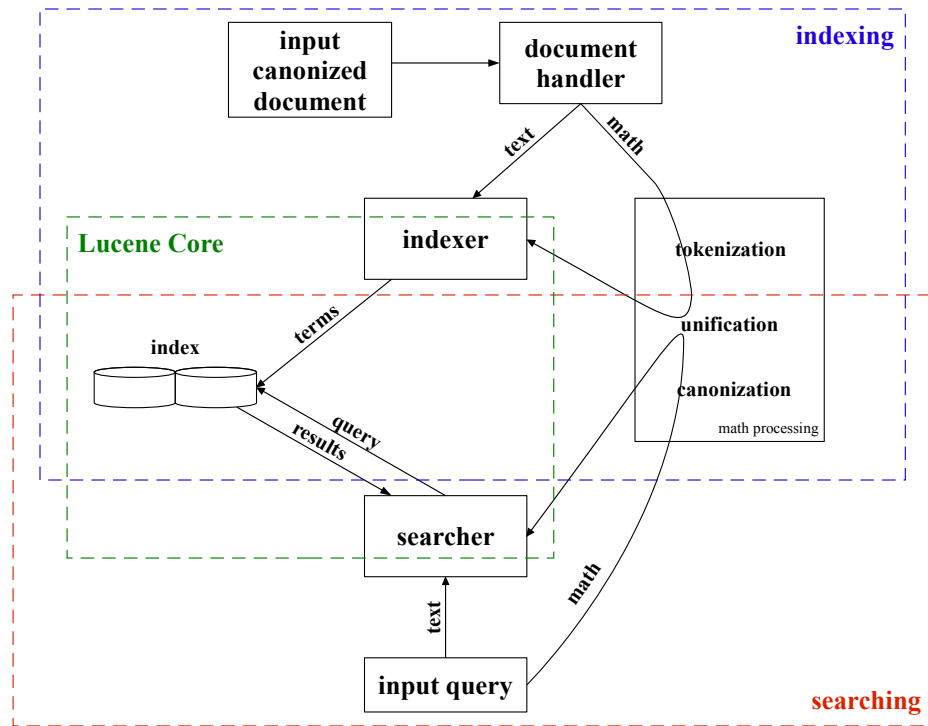 indexing
input
canonized
document
document
handler
text
math
Lucene Core
indexer
tokenization
terms
unification
index
canonization
math processing
query
results
searcher
math
text
input query
searching